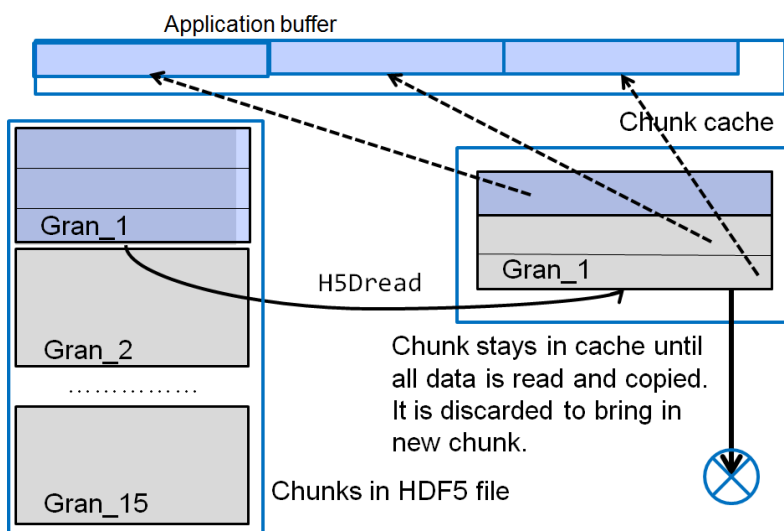 Application buffer
Chunk cache
Gran_1
Gran_1
H5Dread
Gran_2
Chunk stays in cache until
all data is read and copied.
It is discarded to bring in
new chunk.
……………….
Gran_15
Chunks in HDF5 file